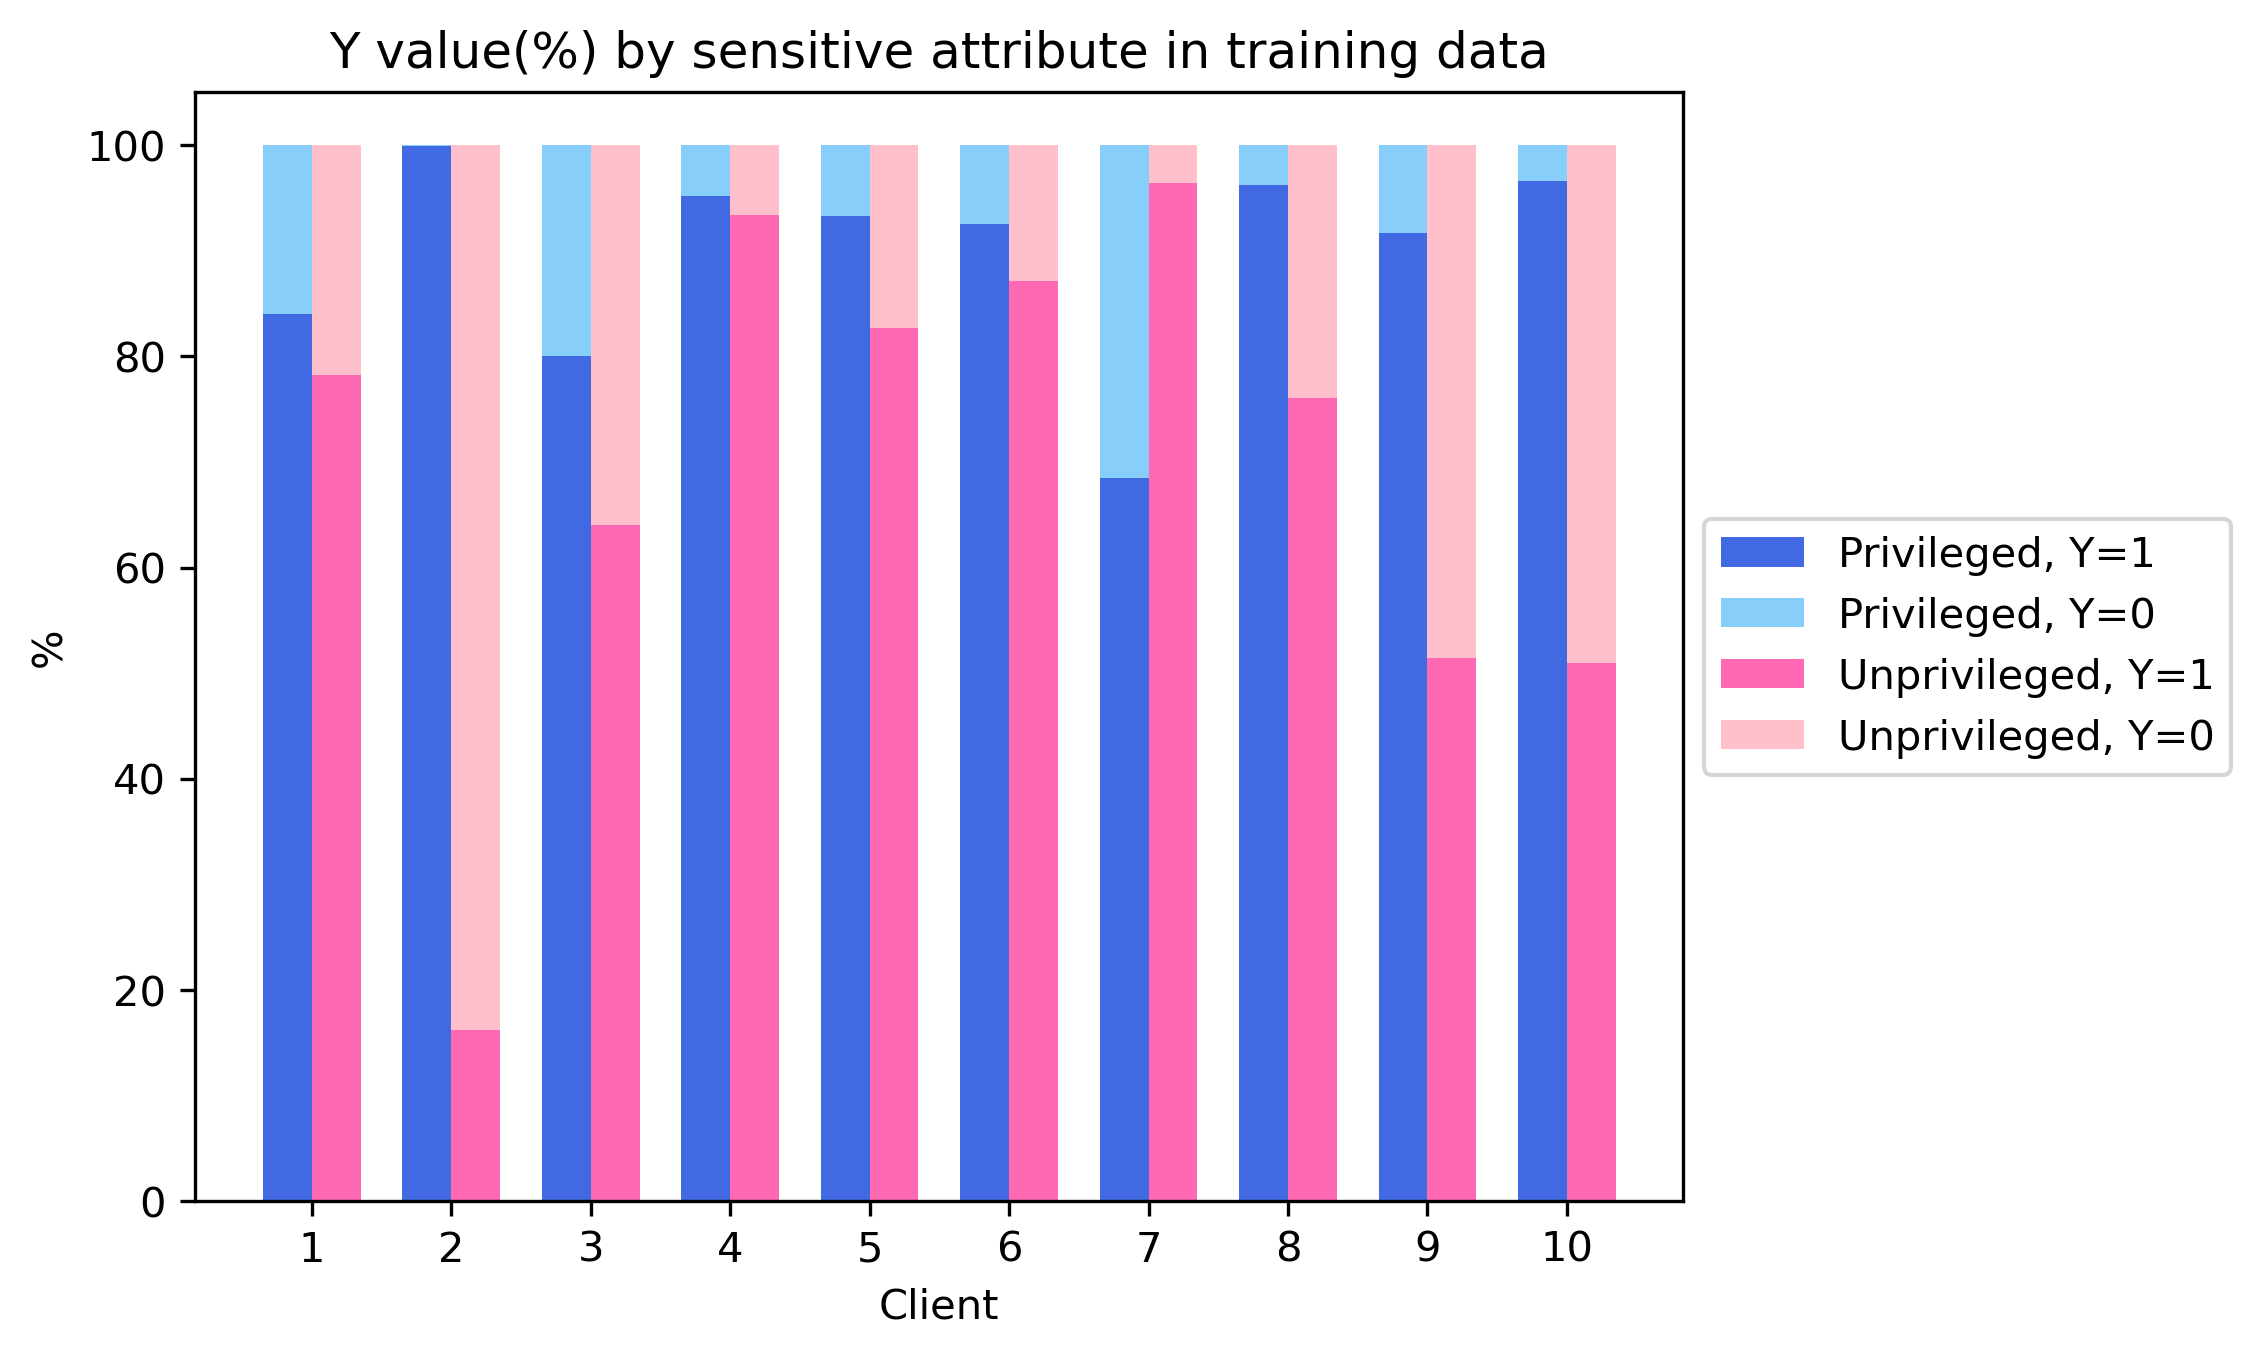 Y value(%) by sensitive attribute in training data
100
80
60
40
20
0
%
1 2 3 4 5 6 7 8 9 10
Client
Privileged, Y=1
Privileged, Y=0
Unprivileged, Y=1
Unprivileged, Y=0